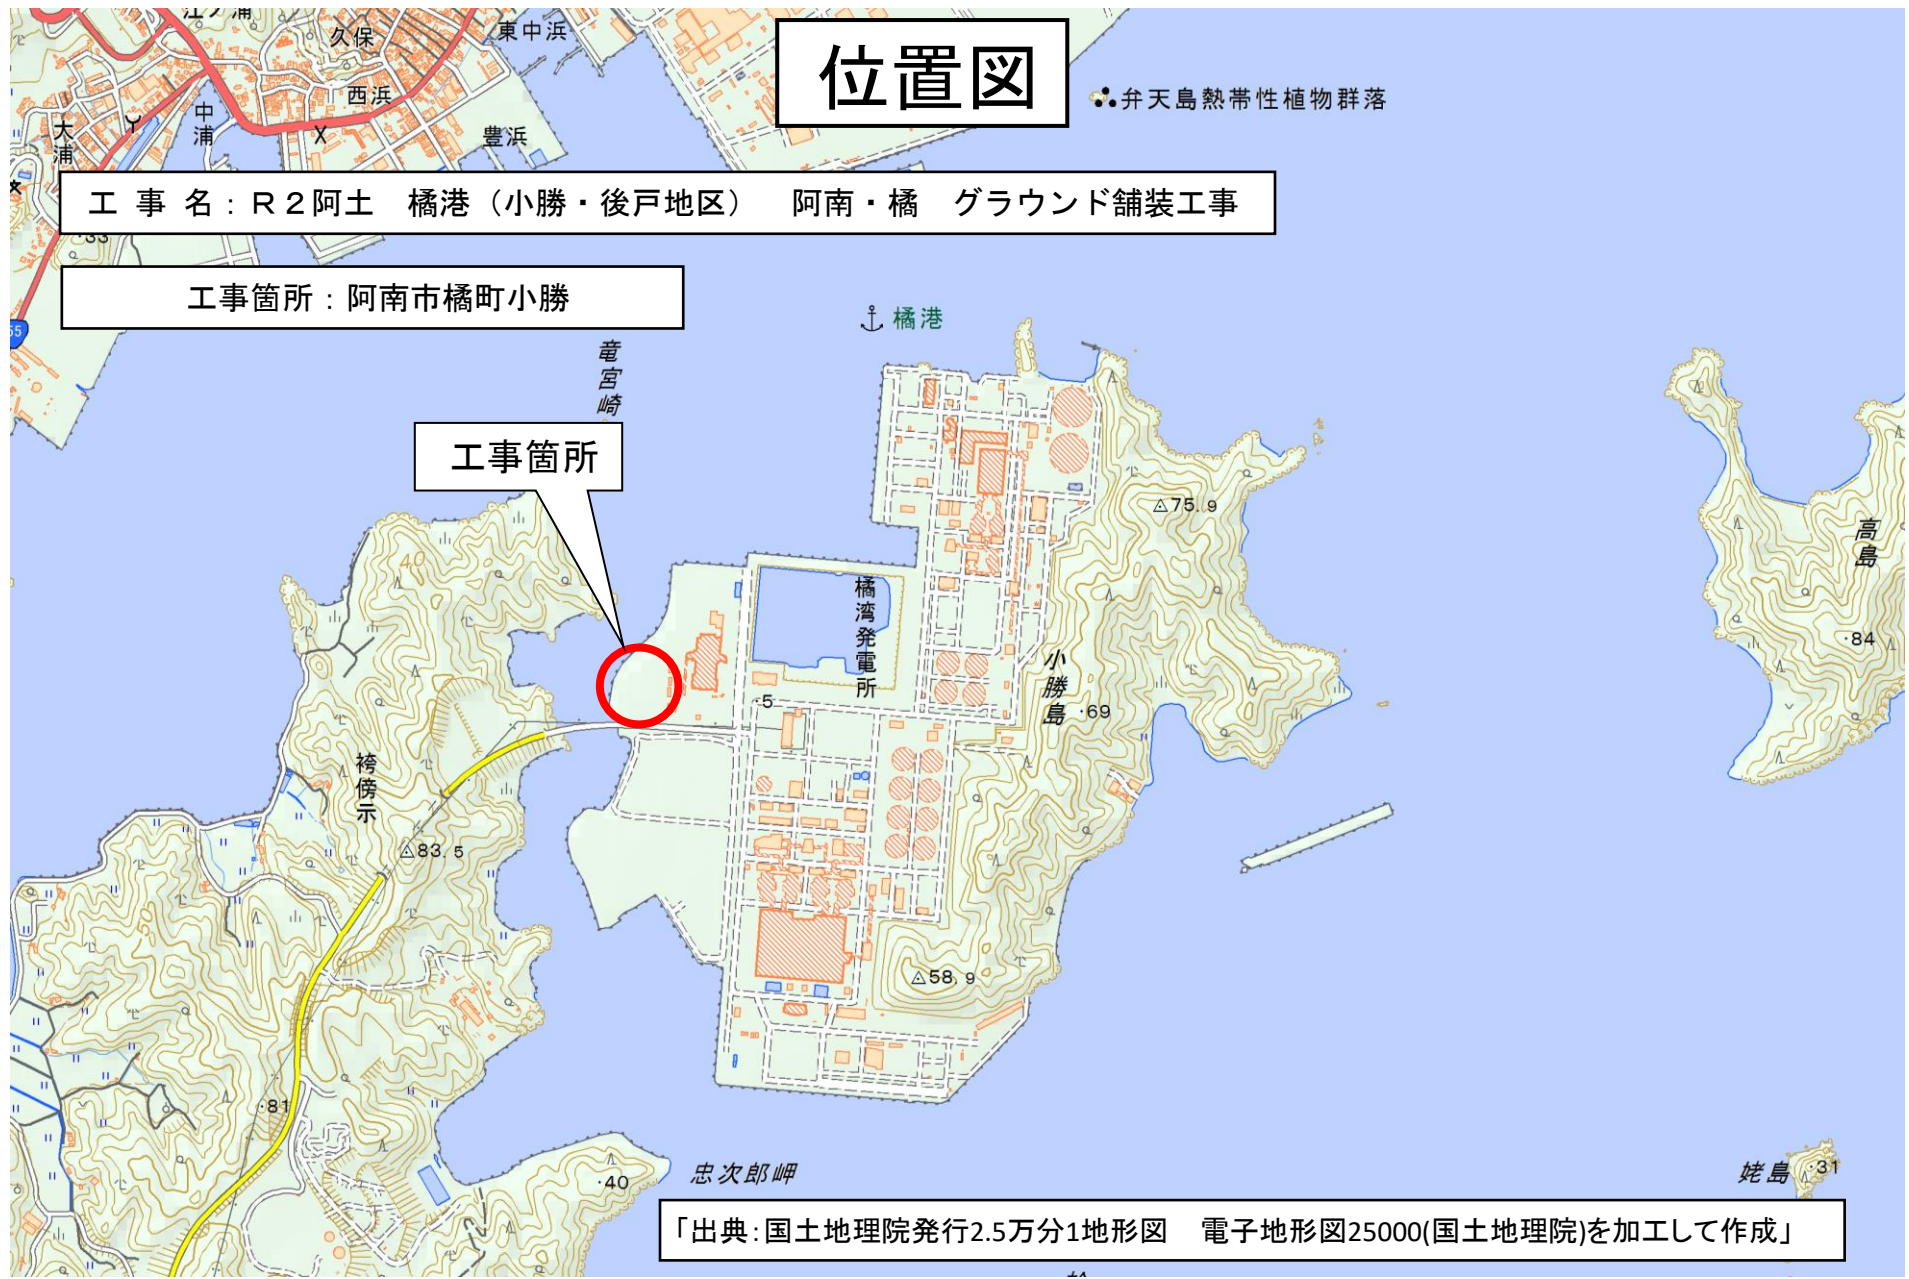 位置図
久保
東中浜
西浜
中浦
大浦
豊浜
弁天島熱帯性植物群落
工 事 名：Ｒ２阿土　橘港（小勝・後戸地区）　阿南・橘　グラウンド舗装工事
・33
工事箇所：阿南市橘町小勝
55
橘港
竜宮崎
工事箇所
40
75.9
高島
橘湾発電所
・84
小勝島
・69
・5
袴傍示
83.5
58.9
・81
忠次郎岬
・40
姥島
・31
「出典：国土地理院発行2.5万分1地形図　電子地形図25000(国土地理院)を加工して作成」